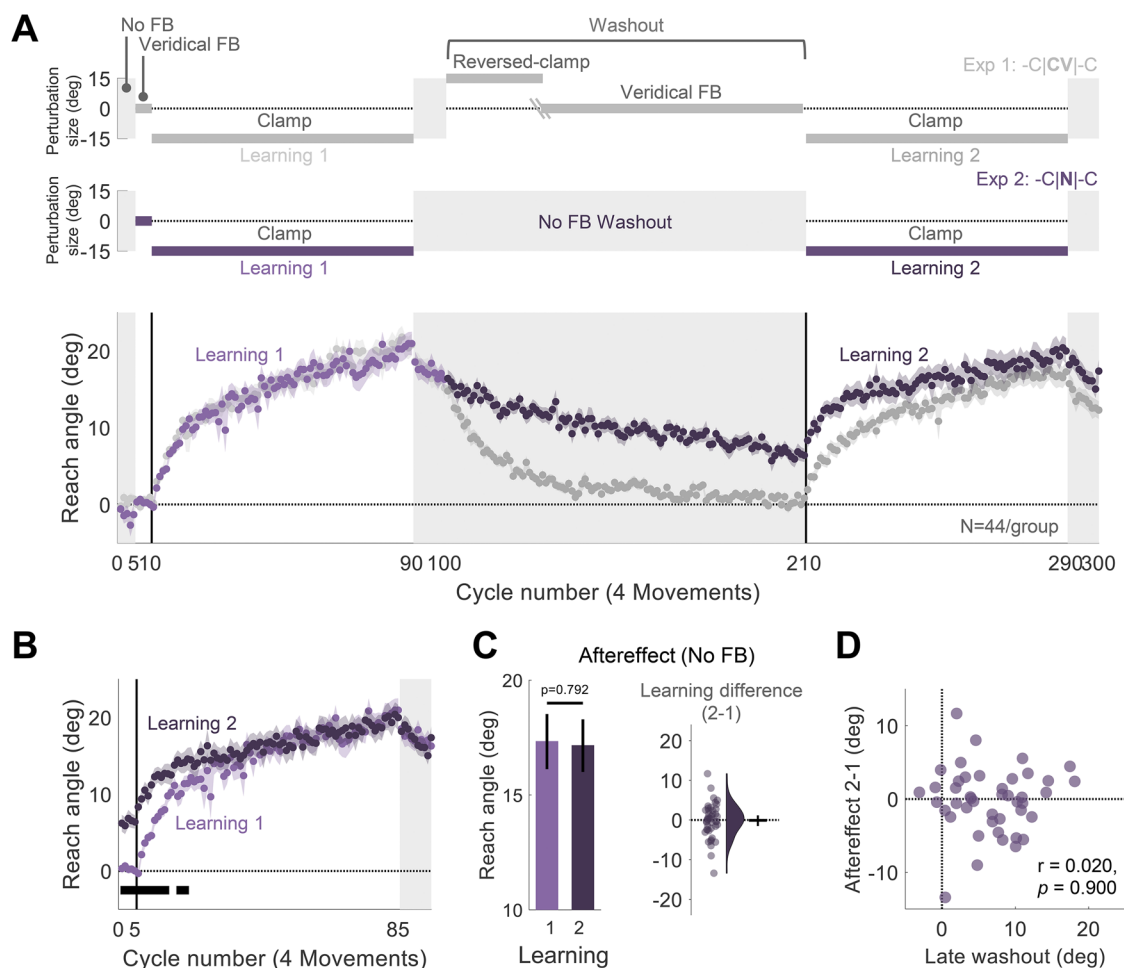 A
No FB
Veridical FB
Washout
Reversed-clamp
Exp 1: -C|CV|-C
Perturbation
size (deg)
15
0
-15
Veridical FB
Clamp
Clamp
Learning 1
Learning 2
Exp 2: -C|N|-C
Perturbation
size (deg)
15
0
-15
No FB Washout
Clamp
Clamp
Learning 1
Learning 2
Reach angle (deg)
20
10
0
Learning 1
Learning 2
N=44/group
0 5 10 90 100 210 290 300
Cycle number (4 Movements)
B
Reach angle (deg)
20
10
0
Learning 2
Learning 1
0 5 85
Cycle number (4 Movements)
C
Aftereffect (No FB)
Reach angle (deg)
20
15
10
p=0.792
1 2
Learning
Learning difference
(2-1)
20
10
0
-10
-20
D
Aftereffect 2-1 (deg)
10
0
-10
r = 0.020,
p = 0.900
0 10 20
Late washout (deg)